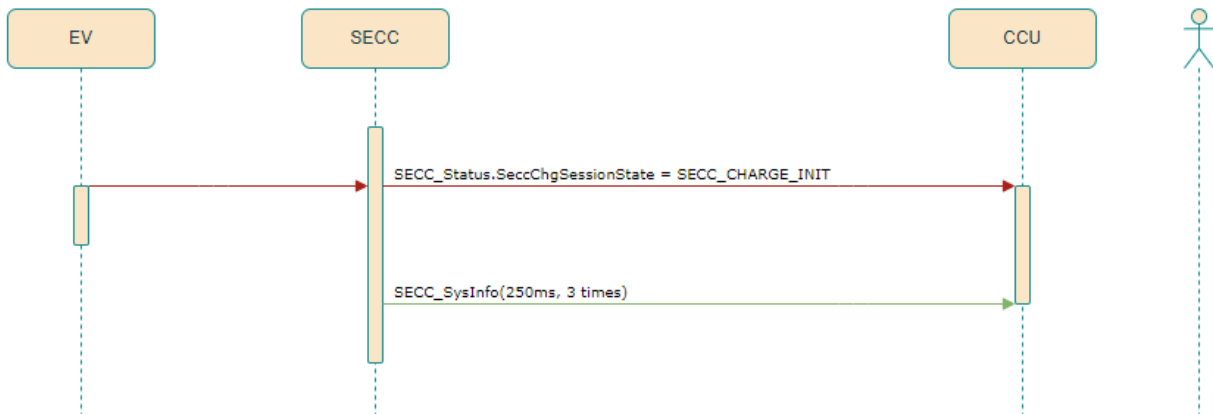 EV
SECC
CCU
SECC_Status.SeccChgSessionState = SECC_CHARGE_INIT
SECC_SysInfo(250ms, 3 times)